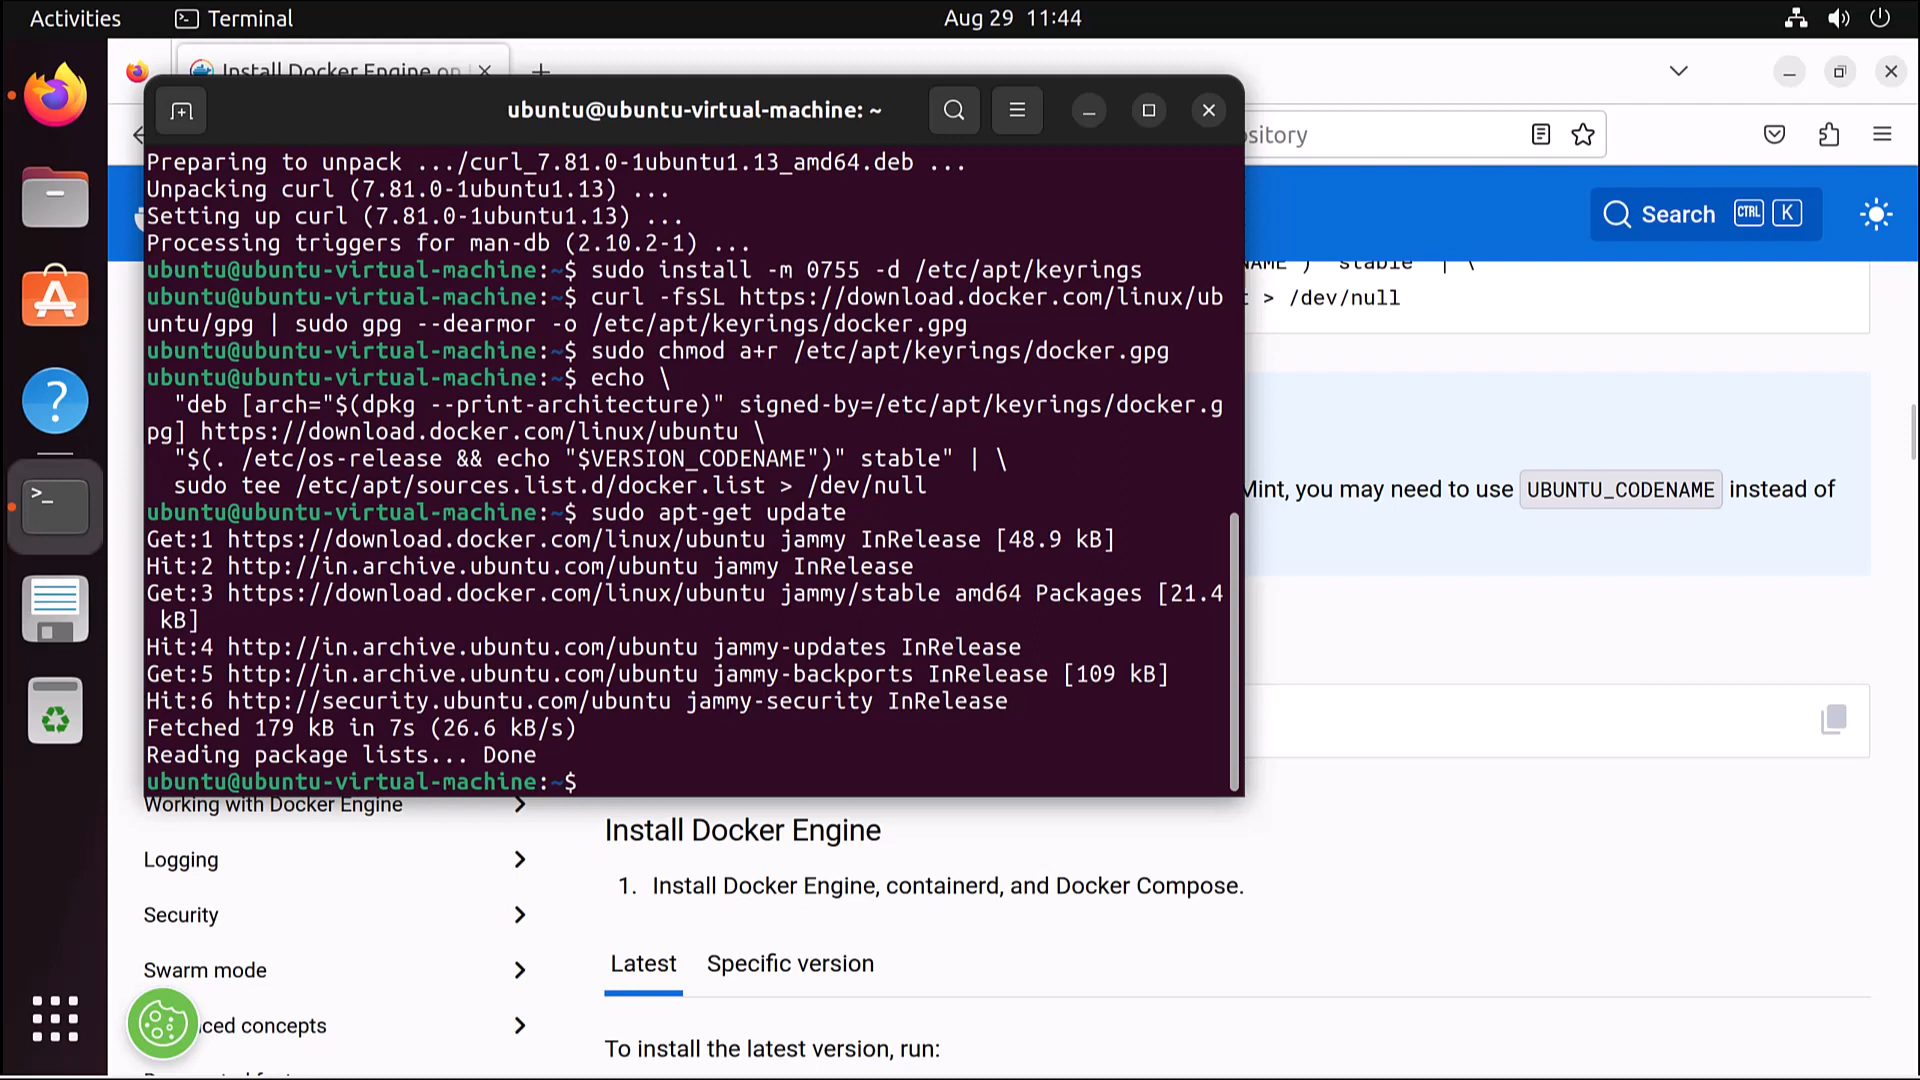 Activities
Terminal
Aug 29 11:44
Install Docker Engine on
ubuntu@ubuntu-virtual-machine: ~
Preparing to unpack .../curl_7.81.0-1ubuntu1.13_amd64.deb ...
Unpacking curl (7.81.0-1ubuntu1.13) ...
Setting up curl (7.81.0-1ubuntu1.13) ...
Processing triggers for man-db (2.10.2-1) ...
ubuntu@ubuntu-virtual-machine:~$ sudo install -m 0755 -d /etc/apt/keyrings
ubuntu@ubuntu-virtual-machine:~$ curl -fsSL https://download.docker.com/linux/ub
untu/gpg | sudo gpg --dearmor -o /etc/apt/keyrings/docker.gpg
ubuntu@ubuntu-virtual-machine:~$ sudo chmod a+r /etc/apt/keyrings/docker.gpg
ubuntu@ubuntu-virtual-machine:~$ echo \
"deb [arch="$(dpkg --print-architecture)" signed-by=/etc/apt/keyrings/docker.g
pg] https://download.docker.com/linux/ubuntu \
"$(. /etc/os-release && echo "$VERSION_CODENAME")" stable" | \
sudo tee /etc/apt/sources.list.d/docker.list > /dev/null
ubuntu@ubuntu-virtual-machine:~$ sudo apt-get update
Get:1 https://download.docker.com/linux/ubuntu jammy InRelease [48.9 kB]
Hit:2 http://in.archive.ubuntu.com/ubuntu jammy InRelease
Get:3 https://download.docker.com/linux/ubuntu jammy/stable amd64 Packages [21.4
kB]
Hit:4 http://in.archive.ubuntu.com/ubuntu jammy-updates InRelease
Get:5 http://in.archive.ubuntu.com/ubuntu jammy-backports InRelease [109 kB]
Hit:6 http://security.ubuntu.com/ubuntu jammy-security InRelease
Fetched 179 kB in 7s (26.6 kB/s)
Reading package lists... Done
ubuntu@ubuntu-virtual-machine:~$
ository
Search CTRL K
AME")" stable" | \
t > /dev/null
Mint, you may need to use UBUNTU_CODENAME instead of
Working with Docker Engine
Logging
Security
Swarm mode
ced concepts
Install Docker Engine
1. Install Docker Engine, containerd, and Docker Compose.
Latest
Specific version
To install the latest version, run: